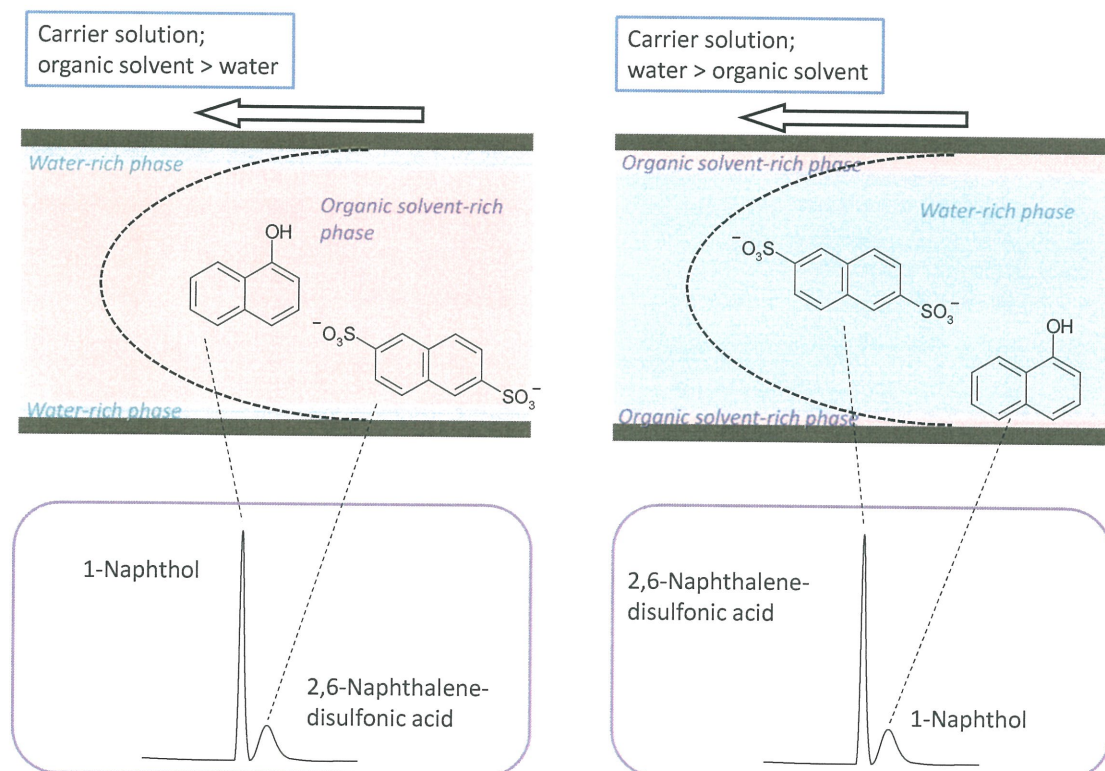 Carrier solution;
organic solvent > water
Water-rich phase
Organic solvent-rich
phase
OH
⁻O₃S
SO₃⁻
Water-rich phase
1-Naphthol
2,6-Naphthalene-
disulfonic acid
Carrier solution;
water > organic solvent
Organic solvent-rich phase
Water-rich phase
⁻O₃S
SO₃⁻
OH
Organic solvent-rich phase
2,6-Naphthalene-
disulfonic acid
1-Naphthol